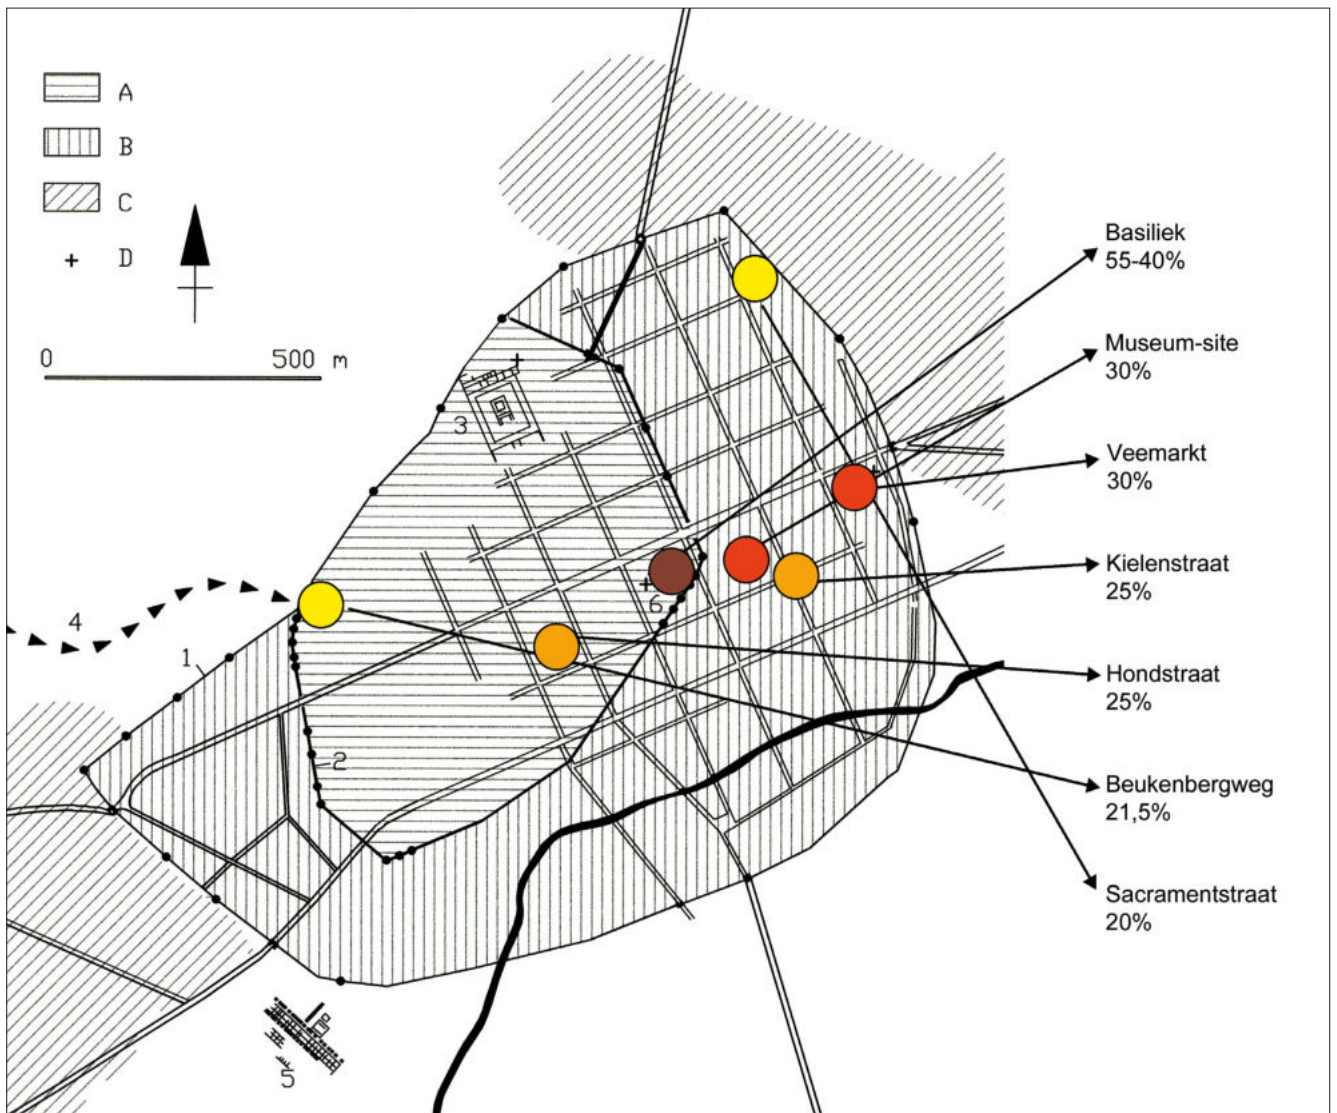 A
B
C
D
0 500 m
3
4
1
2
6
5
Basiliek
55-40%
Museum-site
30%
Veemarkt
30%
Kielenstraat
25%
Hondstraat
25%
Beukenbergweg
21,5%
Sacramentstraat
20%